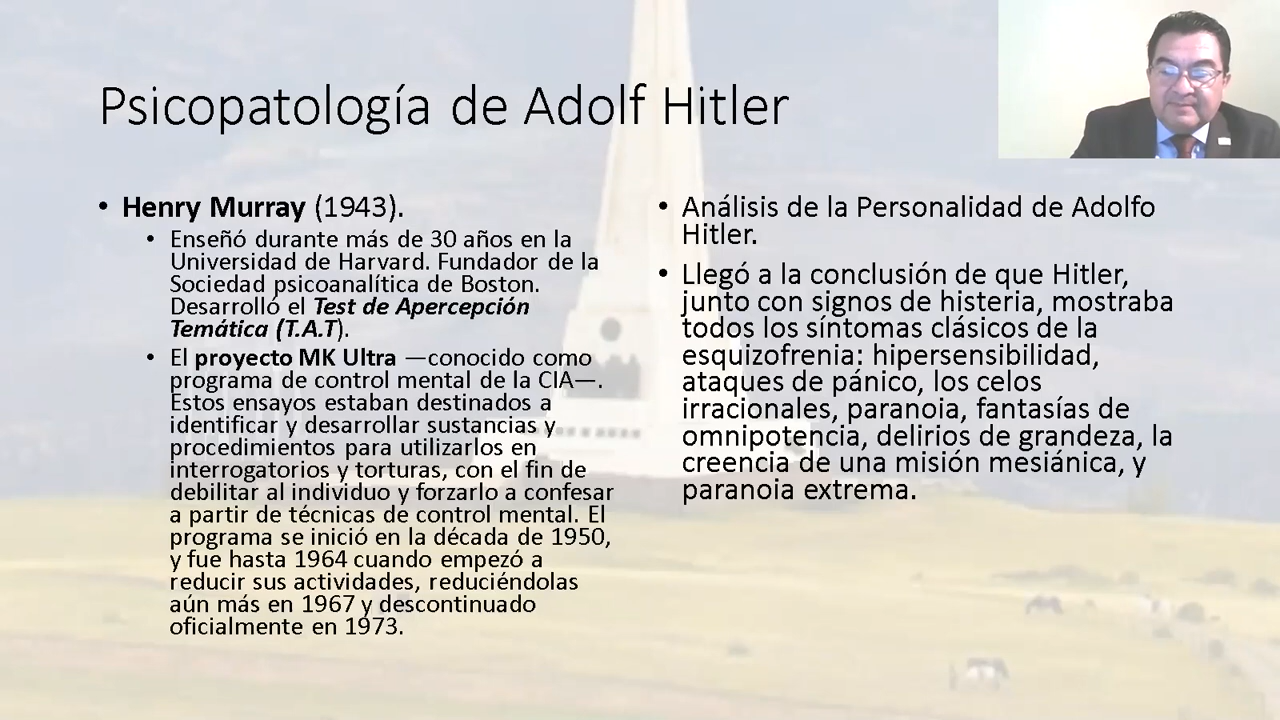 Psicopatología de Adolf Hitler
• Henry Murray (1943).
• Enseñó durante más de 30 años en la
Universidad de Harvard. Fundador de la
Sociedad psicoanalítica de Boston.
Desarrolló el Test de Apercepción
Temática (T.A.T).
• El proyecto MK Ultra —conocido como
programa de control mental de la CIA—.
Estos ensayos estaban destinados a
identificar y desarrollar sustancias y
procedimientos para utilizarlos en
interrogatorios y torturas, con el fin de
debilitar al individuo y forzarlo a confesar
a partir de técnicas de control mental. El
programa se inició en la década de 1950,
y fue hasta 1964 cuando empezó a
reducir sus actividades, reduciéndolas
aún más en 1967 y descontinuado
oficialmente en 1973.
• Análisis de la Personalidad de Adolfo
Hitler.
• Llegó a la conclusión de que Hitler,
junto con signos de histeria, mostraba
todos los síntomas clásicos de la
esquizofrenia: hipersensibilidad,
ataques de pánico, los celos
irracionales, paranoia, fantasías de
omnipotencia, delirios de grandeza, la
creencia de una misión mesiánica, y
paranoia extrema.